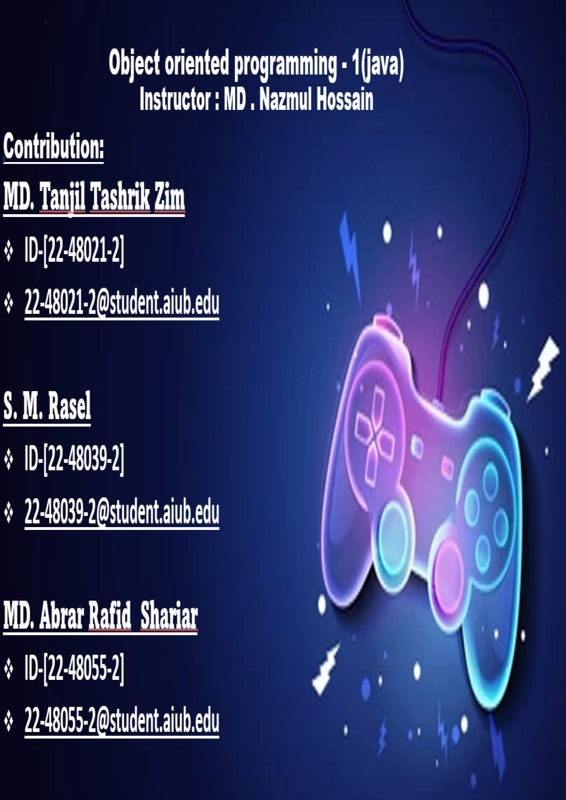 Object oriented programming - 1(java)
Instructor : MD . Nazmul Hossain
Contribution:
MD. Tanjil Tashrik Zim
❖ ID-[22-48021-2]
❖ 22-48021-2@student.aiub.edu
S. M. Rasel
❖ ID-[22-48039-2]
❖ 22-48039-2@student.aiub.edu
MD. Abrar Rafid Shariar
❖ ID-[22-48055-2]
❖ 22-48055-2@student.aiub.edu